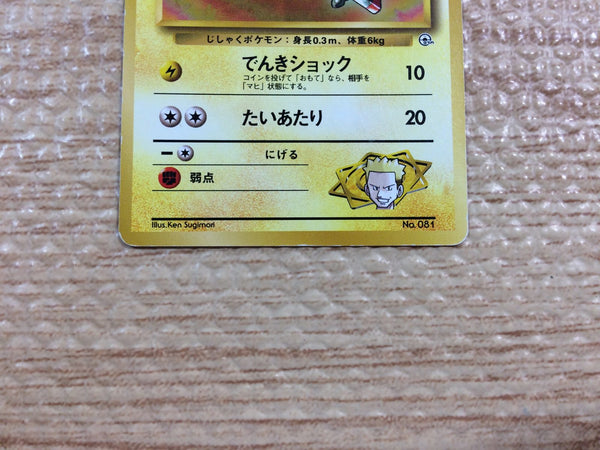 じしゃくポケモン：身長0.3m、体重6kg
でんきショック 10
コインを投げて「おもて」なら、相手を
「マヒ」状態にする。
たいあたり 20
にげる
弱点
Illus.Ken Sugimori No.081